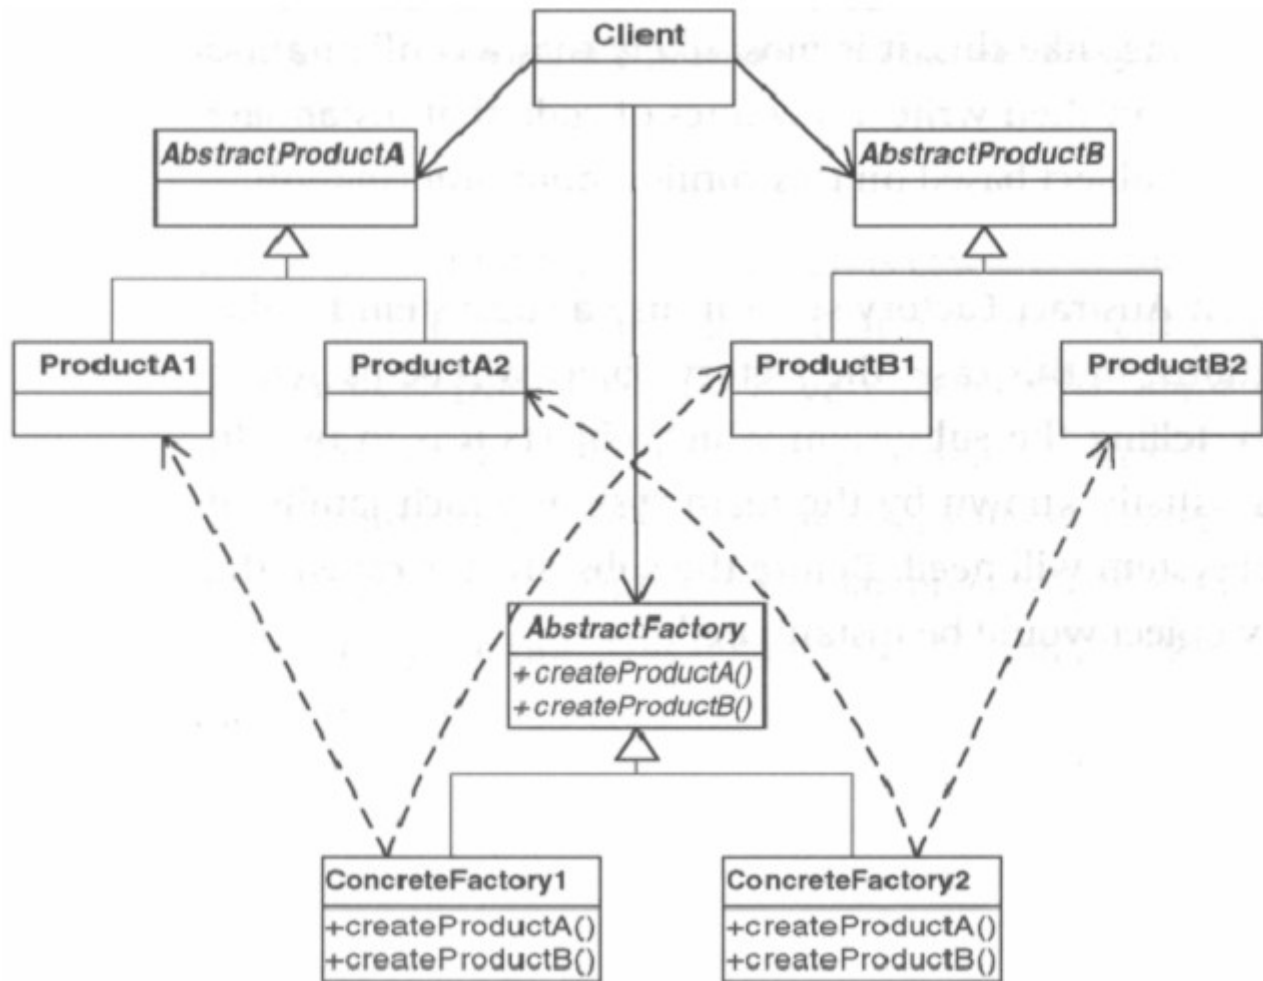 Client
AbstractProductA
AbstractProductB
ProductA1
ProductA2
ProductB1
ProductB2
AbstractFactory
+ createProductA()
+ createProductB()
ConcreteFactory1
+createProductA()
+createProductB()
ConcreteFactory2
+createProductA()
+createProductB()